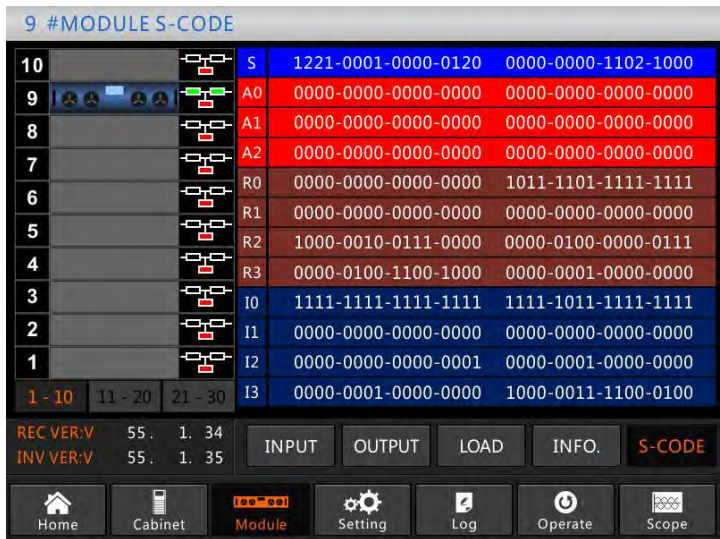 9 #MODULE S-CODE
10
9
8
7
6
5
4
3
2
1
1 - 10 11 - 20 21 - 30
S 1221-0001-0000-0120 0000-0000-1102-1000
A0 0000-0000-0000-0000 0000-0000-0000-0000
A1 0000-0000-0000-0000 0000-0000-0000-0000
A2 0000-0000-0000-0000 0000-0000-0000-0000
R0 0000-0000-0000-0000 1011-1101-1111-1111
R1 0000-0000-0000-0000 0000-0000-0000-0000
R2 1000-0010-0111-0000 0000-0100-0000-0111
R3 0000-0100-1100-1000 0000-0001-0000-0000
I0 1111-1111-1111-1111 1111-1011-1111-1111
I1 0000-0000-0000-0000 0000-0000-0000-0000
I2 0000-0000-0000-0001 0000-0001-0000-0000
I3 0000-0001-0000-0000 1000-0011-1100-0100
REC VER:V 55. 1. 34
INV VER:V 55. 1. 35
INPUT OUTPUT LOAD INFO. S-CODE
Home Cabinet Module Setting Log Operate Scope